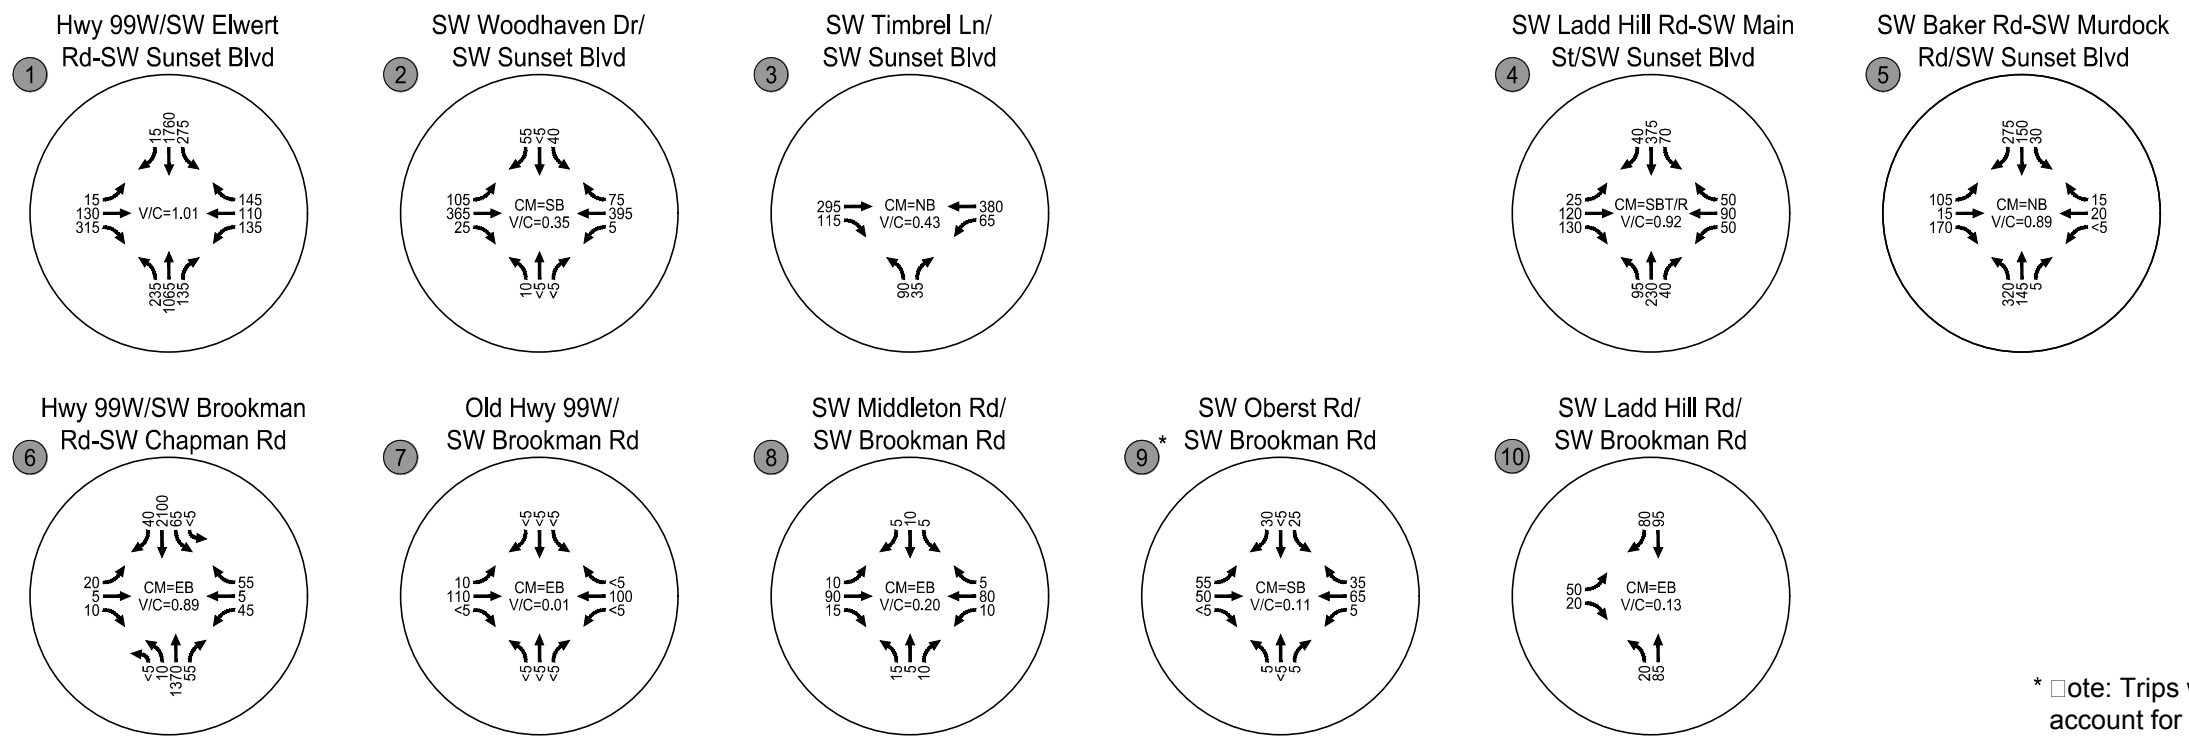 Hwy 99W/SW Elwert
Rd-SW Sunset Blvd
1
15
1760
275
15
130
315
V/C=1.01
145
110
135
235
1065
135
SW Woodhaven Dr/
SW Sunset Blvd
2
55
<5
40
105
365
25
CM=SB
V/C=0.35
75
395
5
10
<5
<5
SW Timbrel Ln/
SW Sunset Blvd
3
295
115
CM=NB
V/C=0.43
380
65
90
35
SW Ladd Hill Rd-SW Main
St/SW Sunset Blvd
4
40
375
70
25
120
130
CM=SBT/R
V/C=0.92
50
90
50
95
230
40
SW Baker Rd-SW Murdock
Rd/SW Sunset Blvd
5
275
150
30
105
15
170
CM=NB
V/C=0.89
15
20
<5
320
145
5
Hwy 99W/SW Brookman
Rd-SW Chapman Rd
6
40
2100
65
<5
20
5
10
CM=EB
V/C=0.89
55
5
45
<5
10
1370
55
Old Hwy 99W/
SW Brookman Rd
7
<5
<5
<5
10
110
<5
CM=EB
V/C=0.01
<5
100
<5
<5
<5
<5
SW Middleton Rd/
SW Brookman Rd
8
5
10
5
10
90
15
CM=EB
V/C=0.20
5
80
10
15
5
10
SW Oberst Rd/
SW Brookman Rd
9 *
30
<5
25
55
50
<5
CM=SB
V/C=0.11
35
65
5
5
<5
5
SW Ladd Hill Rd/
SW Brookman Rd
10
80
95
50
20
CM=EB
V/C=0.13
20
85
* □ote: Trips
account for